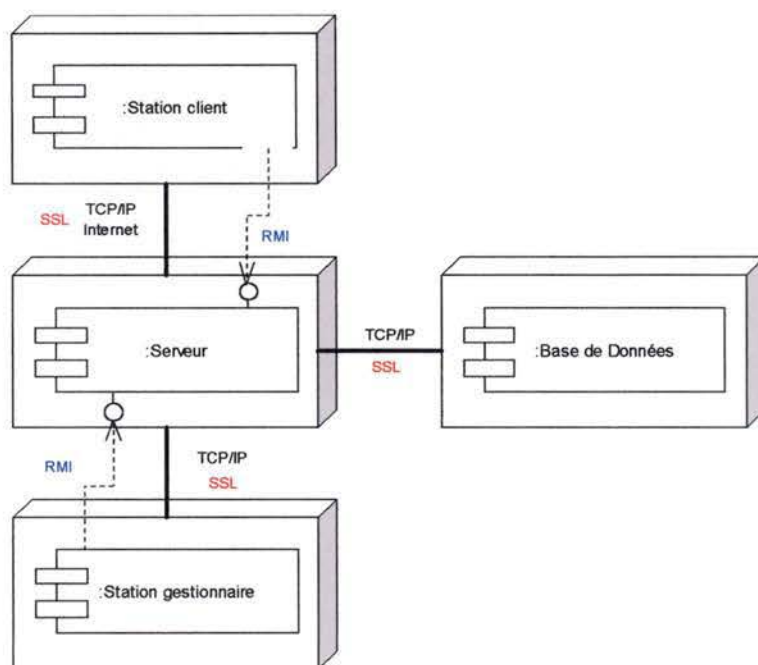 :Station client
SSL
TCP/IP
Internet
RMI
:Serveur
TCP/IP
SSL
:Base de Données
RMI
TCP/IP
SSL
:Station gestionnaire